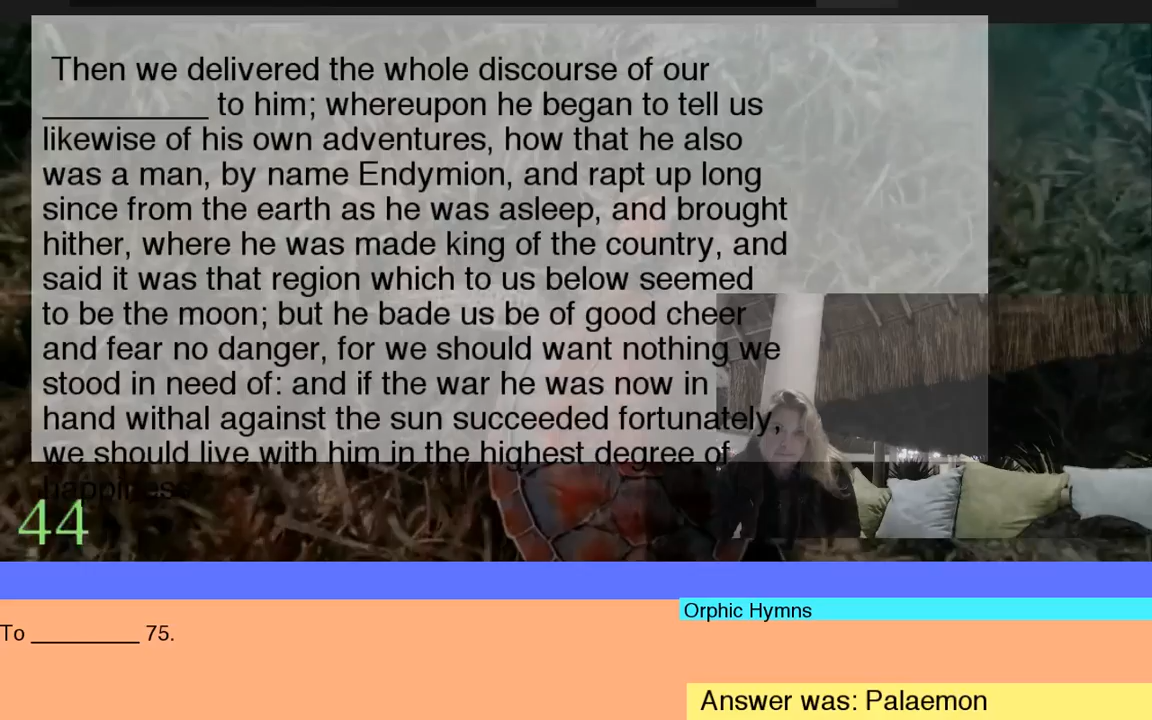 Then we delivered the whole discourse of our
_________ to him; whereupon he began to tell us
likewise of his own adventures, how that he also
was a man, by name Endymion, and rapt up long
since from the earth as he was asleep, and brought
hither, where he was made king of the country, and
said it was that region which to us below seemed
to be the moon; but he bade us be of good cheer
and fear no danger, for we should want nothing we
stood in need of: and if the war he was now in
hand withal against the sun succeeded fortunately,
we should live with him in the highest degree of
happiness.
44
Orphic Hymns
To _________ 75.
Answer was: Palaemon